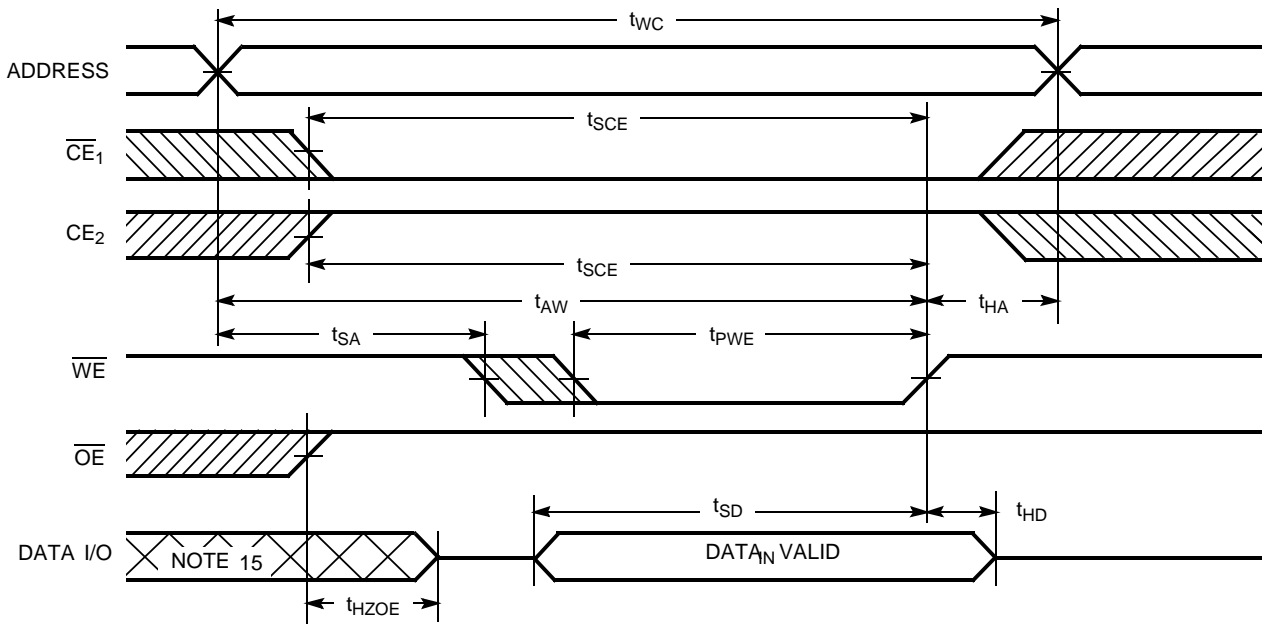 tWC
ADDRESS
tSCE
CE1
CE2
tSCE
tAW
tHA
tSA
tPWE
WE
OE
tSD
tHD
DATA I/O
NOTE 15
DATAIN VALID
tHZOE